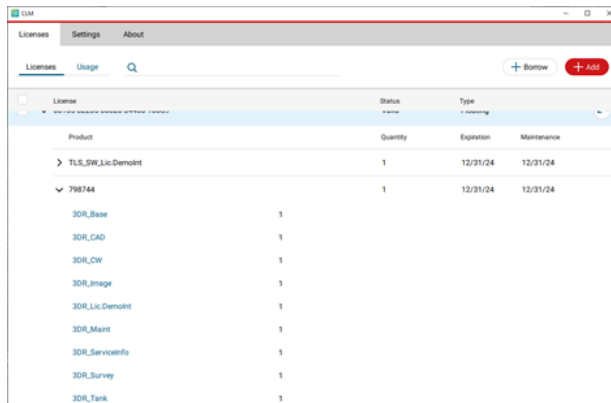 CLM
Licenses Settings About
Licenses Usage + Borrow + Add
License Status Type
Product Quantity Expiration Maintenance
TLS_SW_Lic.DemoInt 1 12/31/24 12/31/24
798744 1 12/31/24 12/31/24
3DR_Base 1
3DR_CAD 1
3DR_CW 1
3DR_Image 1
3DR_Lic.DemoInt 1
3DR_Maint 1
3DR_ServiceInfo 1
3DR_Survey 1
3DR_Tank 1